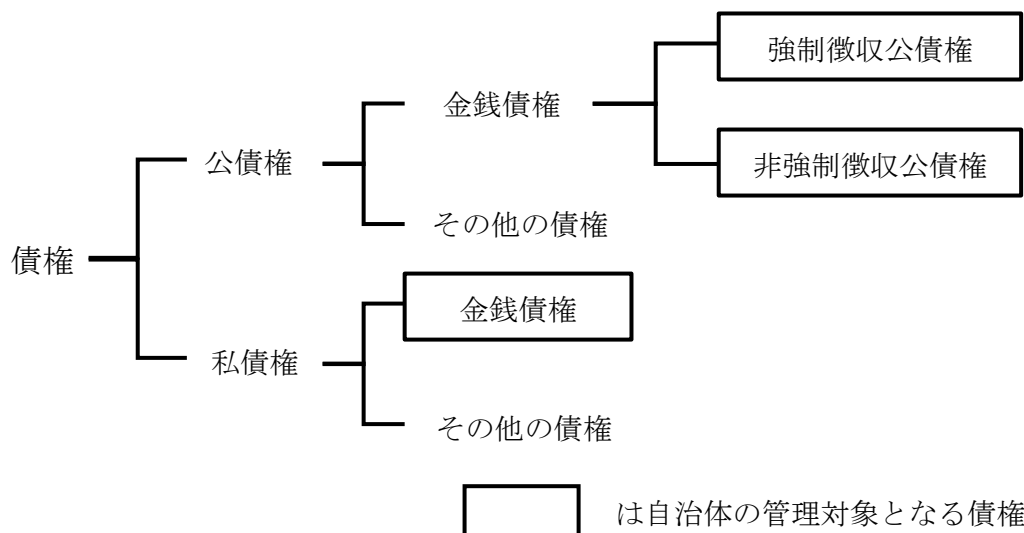 強制徴収公債権
金銭債権
非強制徴収公債権
公債権
その他の債権
債権
金銭債権
私債権
その他の債権
は自治体の管理対象となる債権